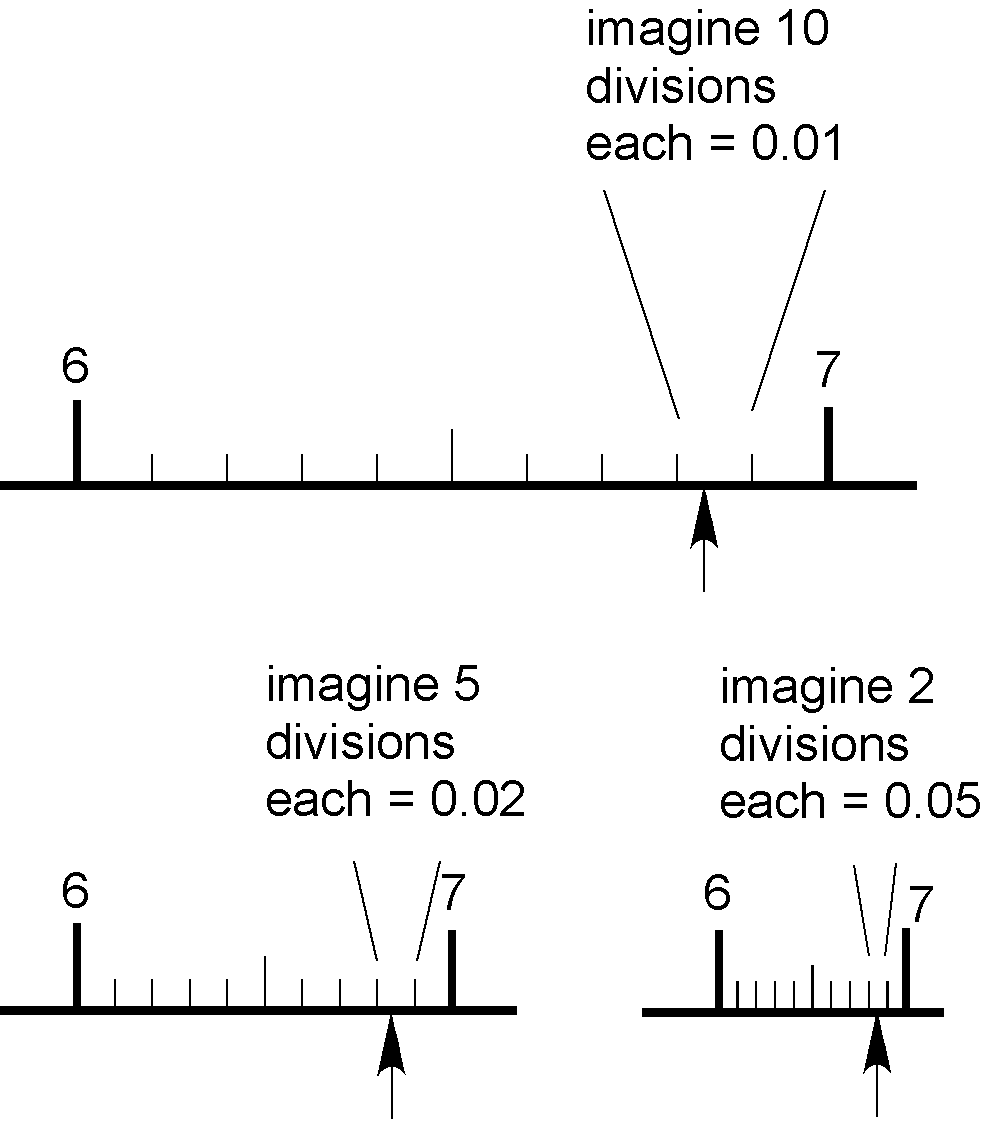 imagine 10
divisions
each = 0.01
6
7
imagine 5
divisions
each = 0.02
6
7
imagine 2
divisions
each = 0.05
6
7